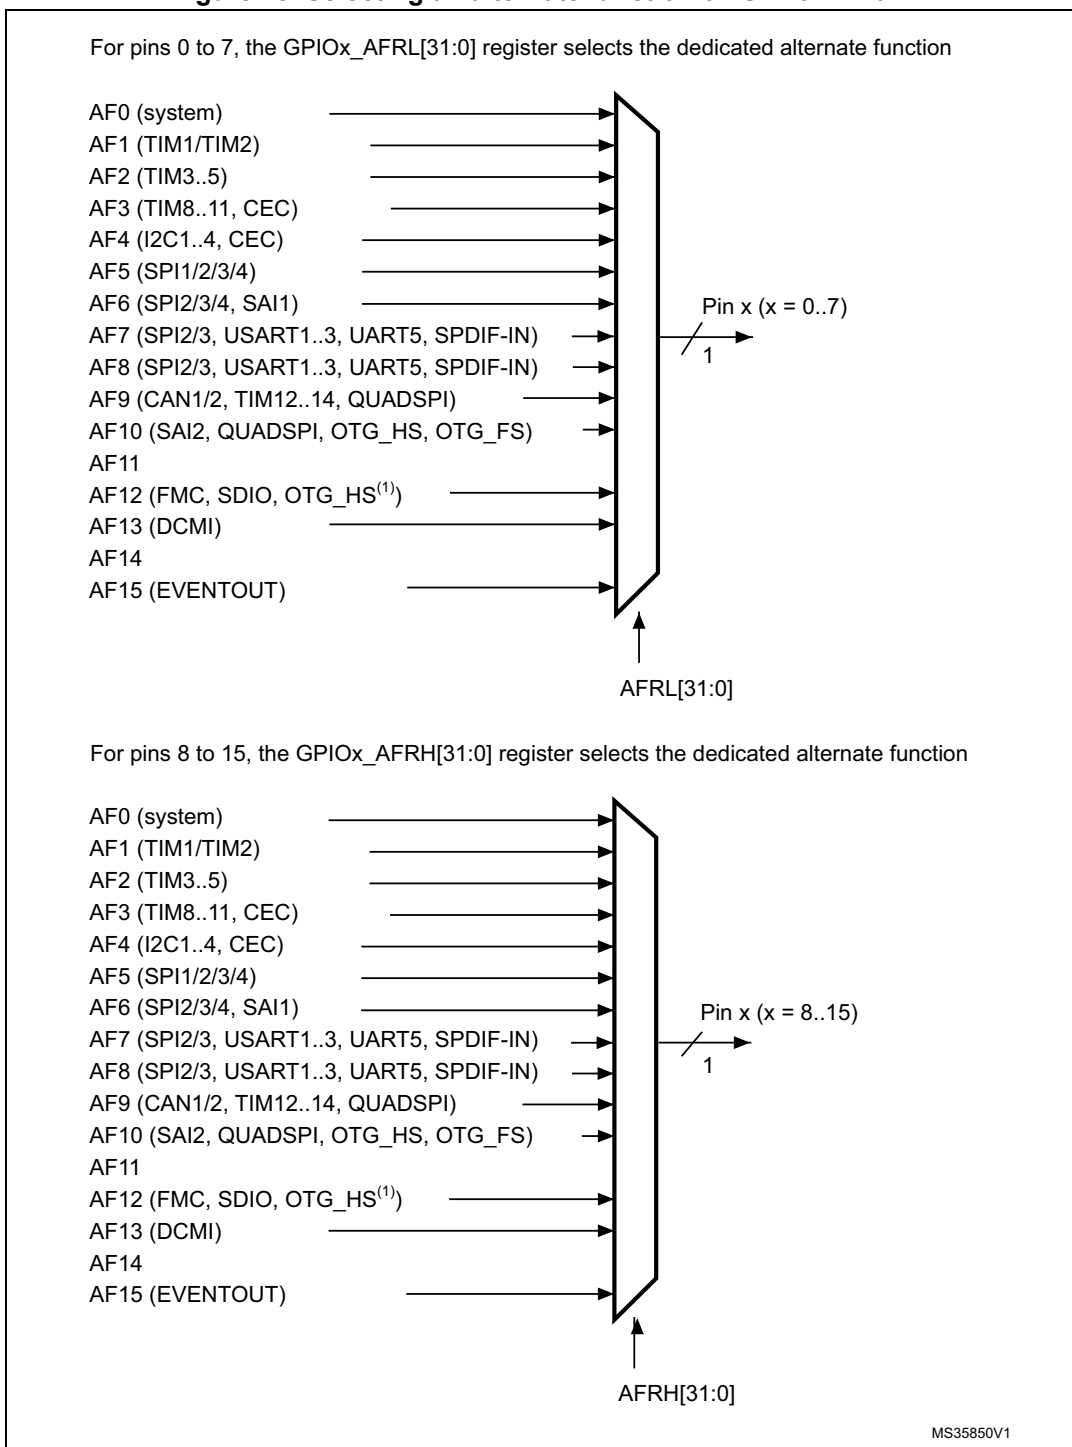 For pins 0 to 7, the GPIOx_AFRL[31:0] register selects the dedicated alternate function
AF0 (system)
AF1 (TIM1/TIM2)
AF2 (TIM3..5)
AF3 (TIM8..11, CEC)
AF4 (I2C1..4, CEC)
AF5 (SPI1/2/3/4)
AF6 (SPI2/3/4, SAI1)
Pin x (x = 0..7)
AF7 (SPI2/3, USART1..3, UART5, SPDIF-IN)
1
AF8 (SPI2/3, USART1..3, UART5, SPDIF-IN)
AF9 (CAN1/2, TIM12..14, QUADSPI)
AF10 (SAI2, QUADSPI, OTG_HS, OTG_FS)
AF11
AF12 (FMC, SDIO, OTG_HS(1))
AF13 (DCMI)
AF14
AF15 (EVENTOUT)
AFRL[31:0]
For pins 8 to 15, the GPIOx_AFRH[31:0] register selects the dedicated alternate function
AF0 (system)
AF1 (TIM1/TIM2)
AF2 (TIM3..5)
AF3 (TIM8..11, CEC)
AF4 (I2C1..4, CEC)
AF5 (SPI1/2/3/4)
AF6 (SPI2/3/4, SAI1)
Pin x (x = 8..15)
AF7 (SPI2/3, USART1..3, UART5, SPDIF-IN)
1
AF8 (SPI2/3, USART1..3, UART5, SPDIF-IN)
AF9 (CAN1/2, TIM12..14, QUADSPI)
AF10 (SAI2, QUADSPI, OTG_HS, OTG_FS)
AF11
AF12 (FMC, SDIO, OTG_HS(1))
AF13 (DCMI)
AF14
AF15 (EVENTOUT)
AFRH[31:0]
MS35850V1